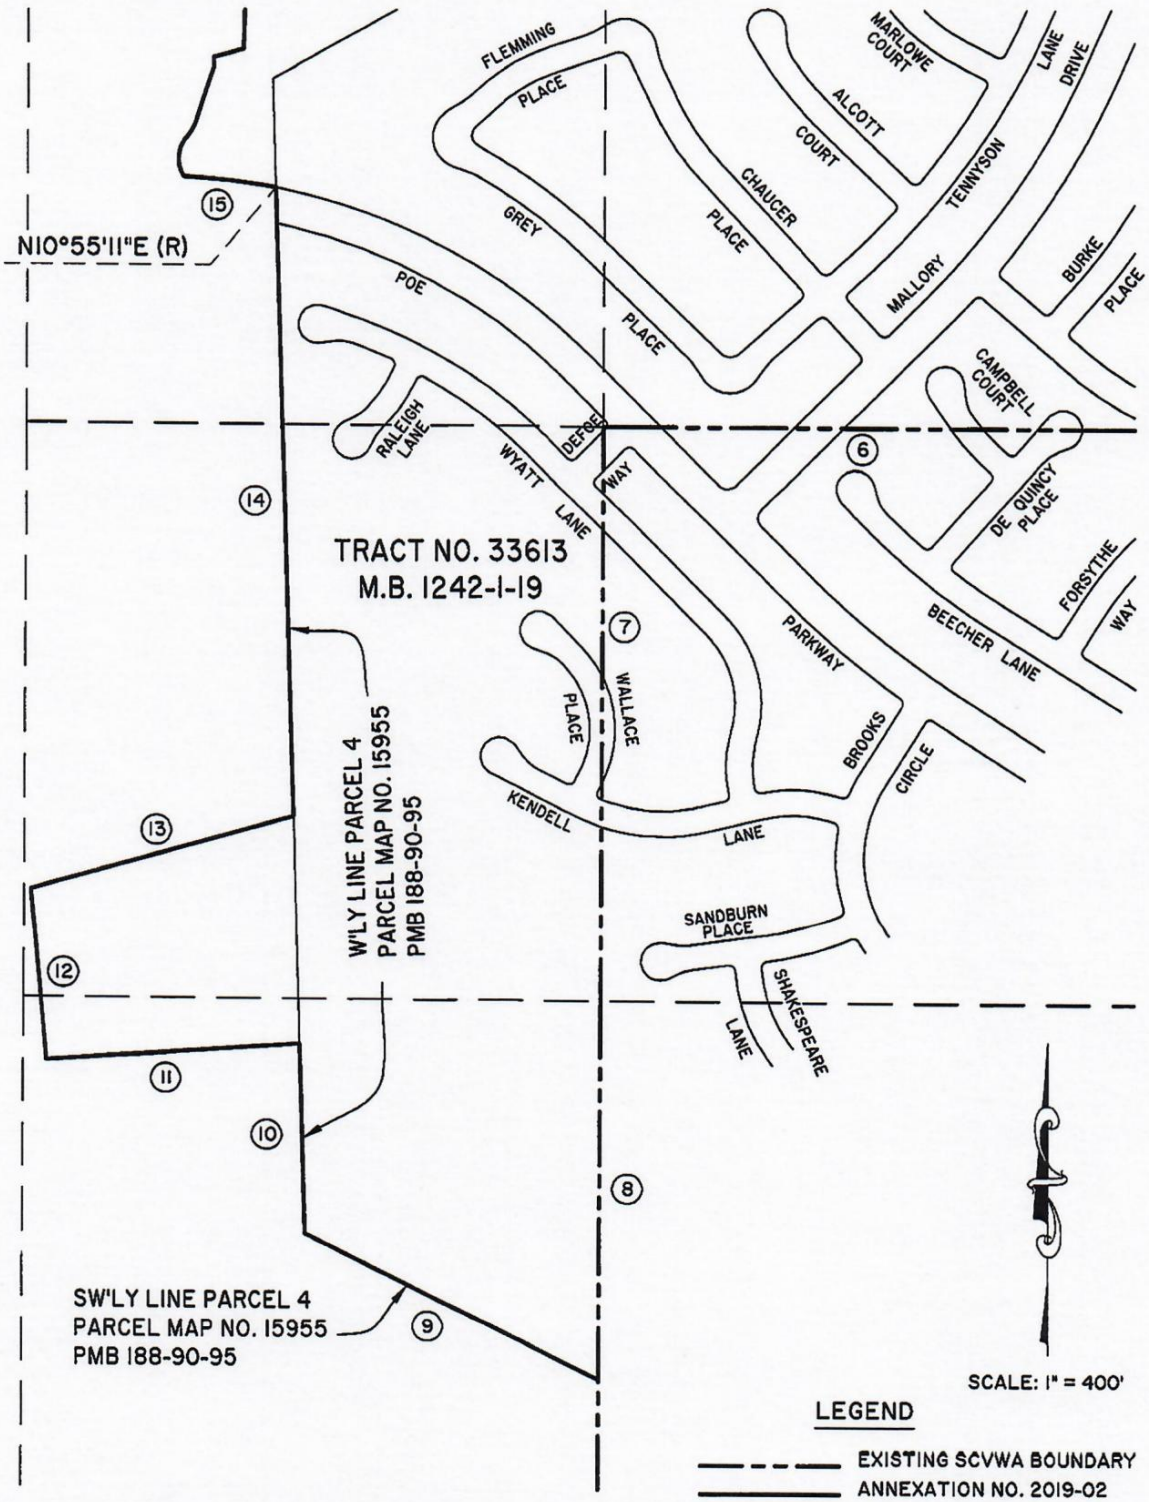 FLEMMING
PLACE
MARLOWE
COURT
LANE
DRIVE
ALCOTT
COURT
TENNYSON
CHAUCER
PLACE
GREY
PLACE
15
N10°55'11"E (R)
POE
MALLORY
BURKE
PLACE
CAMPBELL
COURT
RALEIGH
LANE
DEFOE
WAY
6
WYATT
LANE
14
DE QUINCY
PLACE
TRACT NO. 33613
M.B. 1242-1-19
FORSYTHE
WAY
7
PARKWAY
BEECHER LANE
WALLACE
PLACE
W'LY LINE PARCEL 4
PARCEL MAP NO. 15955
PMB 188-90-95
BROOKS
CIRCLE
KENDELL
LANE
13
SANDBURN
PLACE
12
SHAKESPEARE
LANE
11
10
8
SW'LY LINE PARCEL 4
PARCEL MAP NO. 15955
PMB 188-90-95
9
SCALE: 1" = 400'
LEGEND
EXISTING SCVWA BOUNDARY
ANNEXATION NO. 2019-02